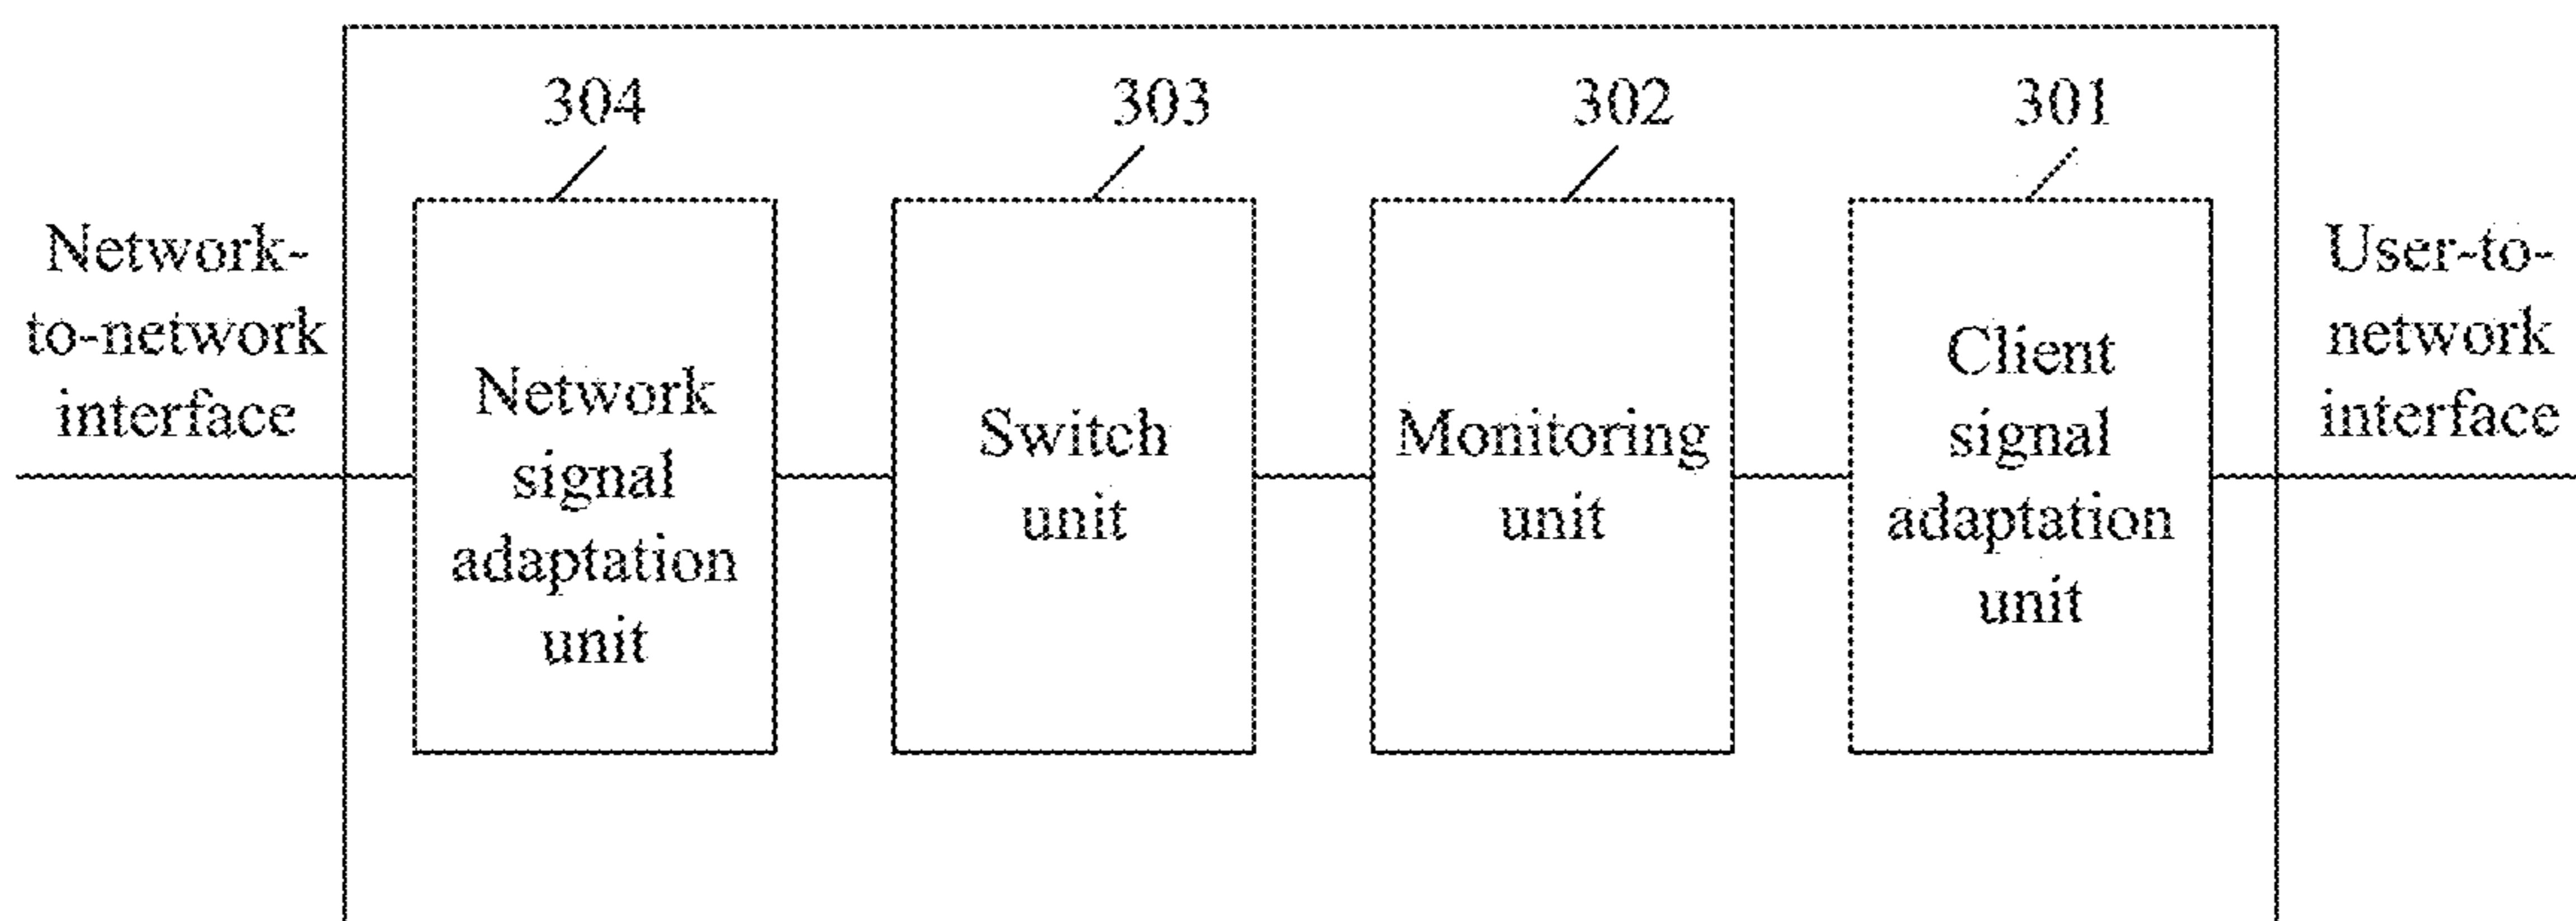 304
303
302
301
Network-
to-network
interface
Network
signal
adaptation
unit
Switch
unit
Monitoring
unit
Client
signal
adaptation
unit
User-to-
network
interface